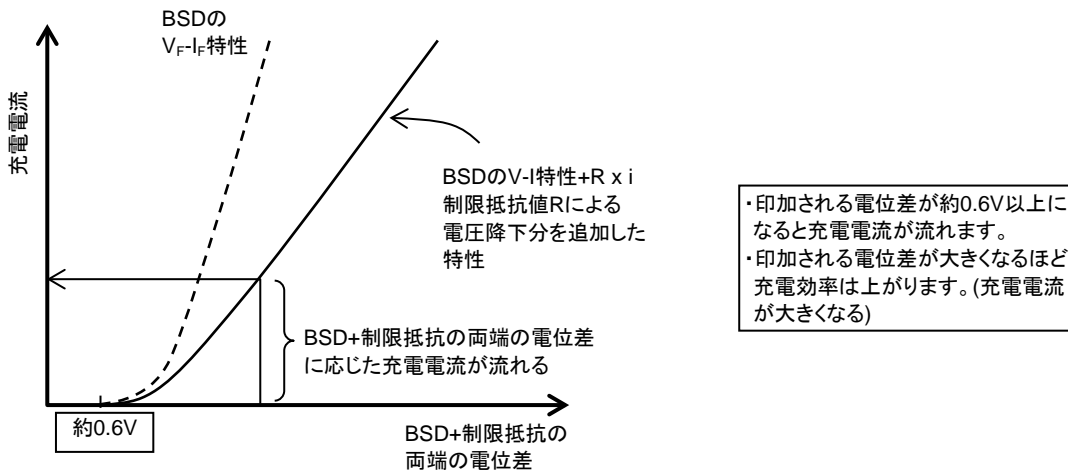 BSDの
VF-IF特性
充電電流
BSDのV-I特性+R x i
制限抵抗値Rによる
電圧降下分を追加した
特性
BSD+制限抵抗の両端の電位差
に応じた充電電流が流れる
約0.6V
BSD+制限抵抗の
両端の電位差
・印加される電位差が約0.6V以上に
なると充電電流が流れます。
・印加される電位差が大きくなるほど
充電効率は上がります。(充電電流
が大きくなる)